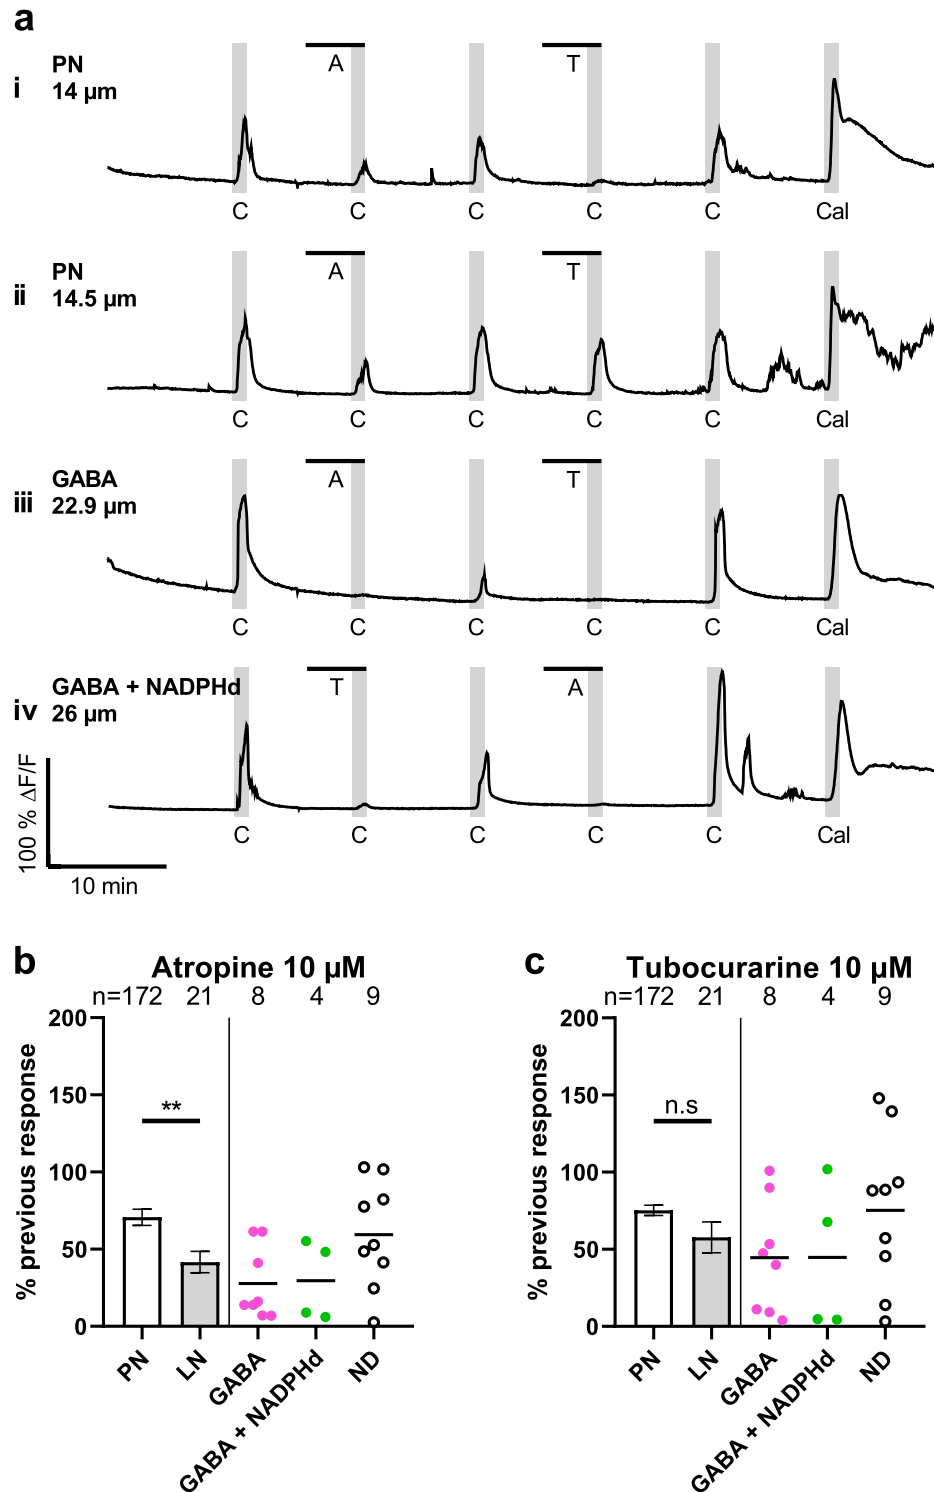 a
i
PN
14 µm
A
T
C C C C C Cal
ii
PN
14.5 µm
A
T
C C C C C Cal
iii
GABA
22.9 µm
A
T
C C C C C Cal
iv
GABA + NADPHd
26 µm
T
A
C C C C C Cal
100 % ΔF/F
10 min
b
Atropine 10 µM
n=172 21 8 4 9
% previous response
200
150
100
50
0
**
PN LN GABA GABA + NADPHd ND
c
Tubocurarine 10 µM
n=172 21 8 4 9
% previous response
200
150
100
50
0
n.s
PN LN GABA GABA + NADPHd ND